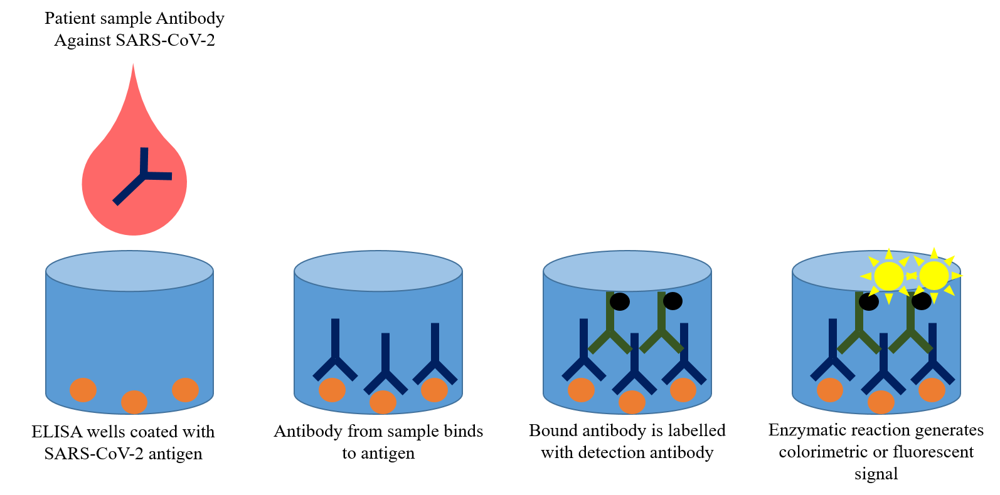 Patient sample Antibody
Against SARS-CoV-2
ELISA wells coated with
SARS-CoV-2 antigen
Antibody from sample binds
to antigen
Bound antibody is labelled
with detection antibody
Enzymatic reaction generates
colorimetric or fluorescent
signal